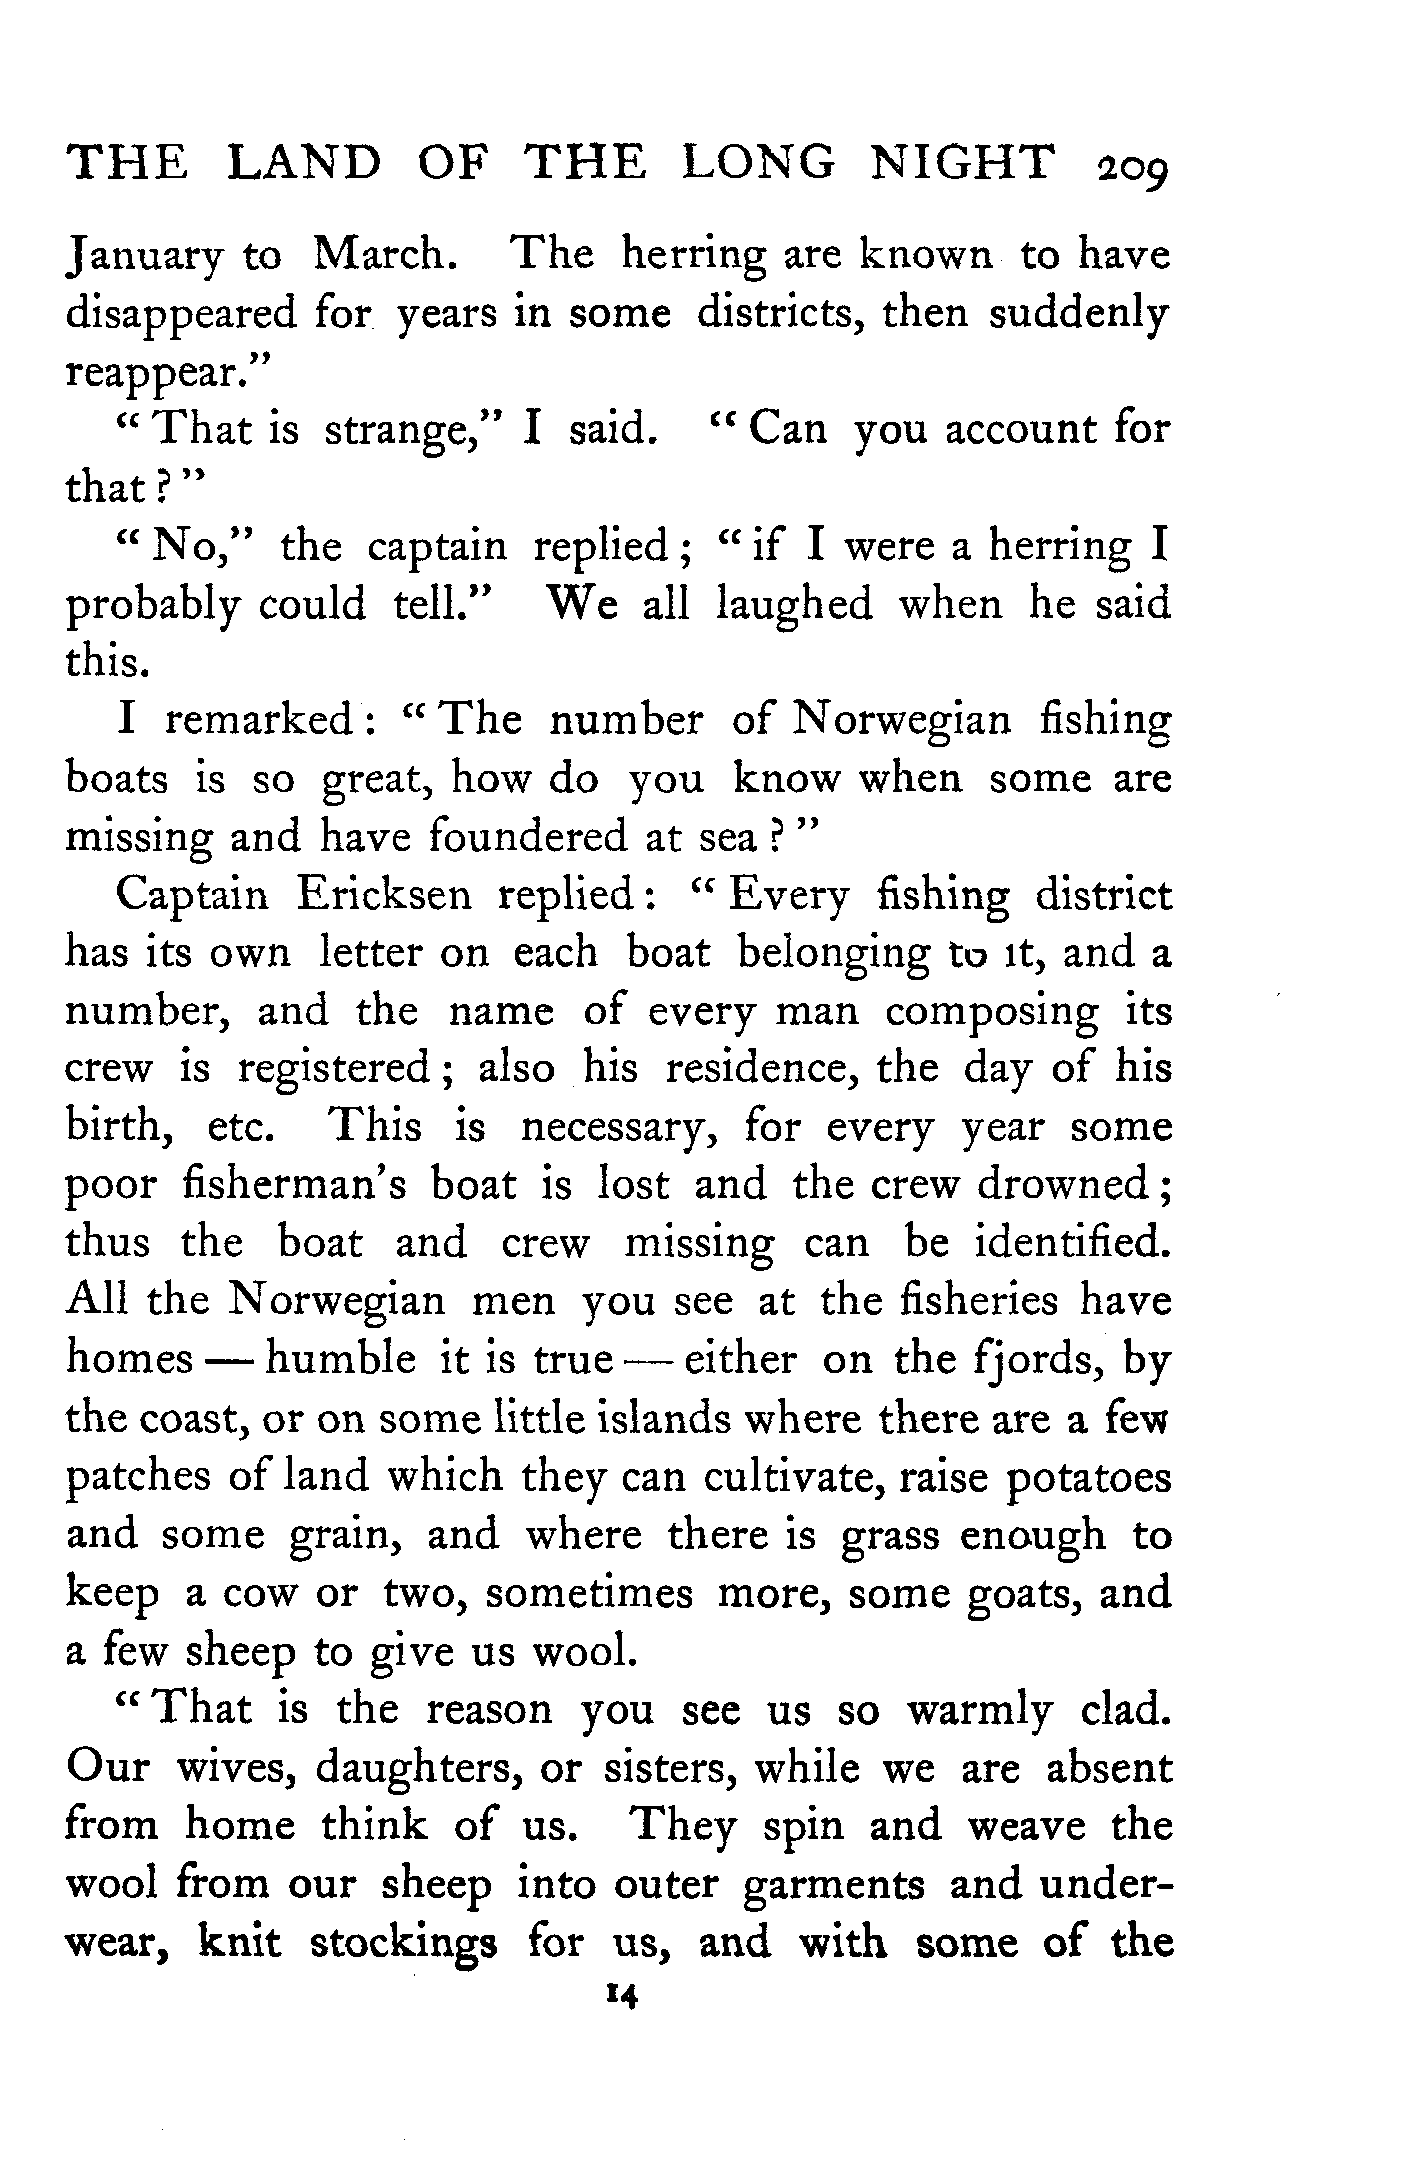 THE LAND OF THE LONG NIGHT 209
January to March. The herring are known to have
disappeared for years in some districts, then suddenly
reappear."
"That is strange," I said. "Can you account for
that?"
"No," the captain replied; "if I were a herring I
probably could tell." We all laughed when he said
this.
I remarked: "The number of Norwegian fishing
boats is so great, how do you know when some are
missing and have foundered at sea?"
Captain Ericksen replied: "Every fishing district
has its own letter on each boat belonging to it, and a
number, and the name of every man composing its
crew is registered; also his residence, the day of his
birth, etc. This is necessary, for every year some
poor fisherman's boat is lost and the crew drowned;
thus the boat and crew missing can be identified.
All the Norwegian men you see at the fisheries have
homes — humble it is true — either on the fjords, by
the coast, or on some little islands where there are a few
patches of land which they can cultivate, raise potatoes
and some grain, and where there is grass enough to
keep a cow or two, sometimes more, some goats, and
a few sheep to give us wool.
"That is the reason you see us so warmly clad.
Our wives, daughters, or sisters, while we are absent
from home think of us. They spin and weave the
wool from our sheep into outer garments and under-
wear, knit stockings for us, and with some of the
14